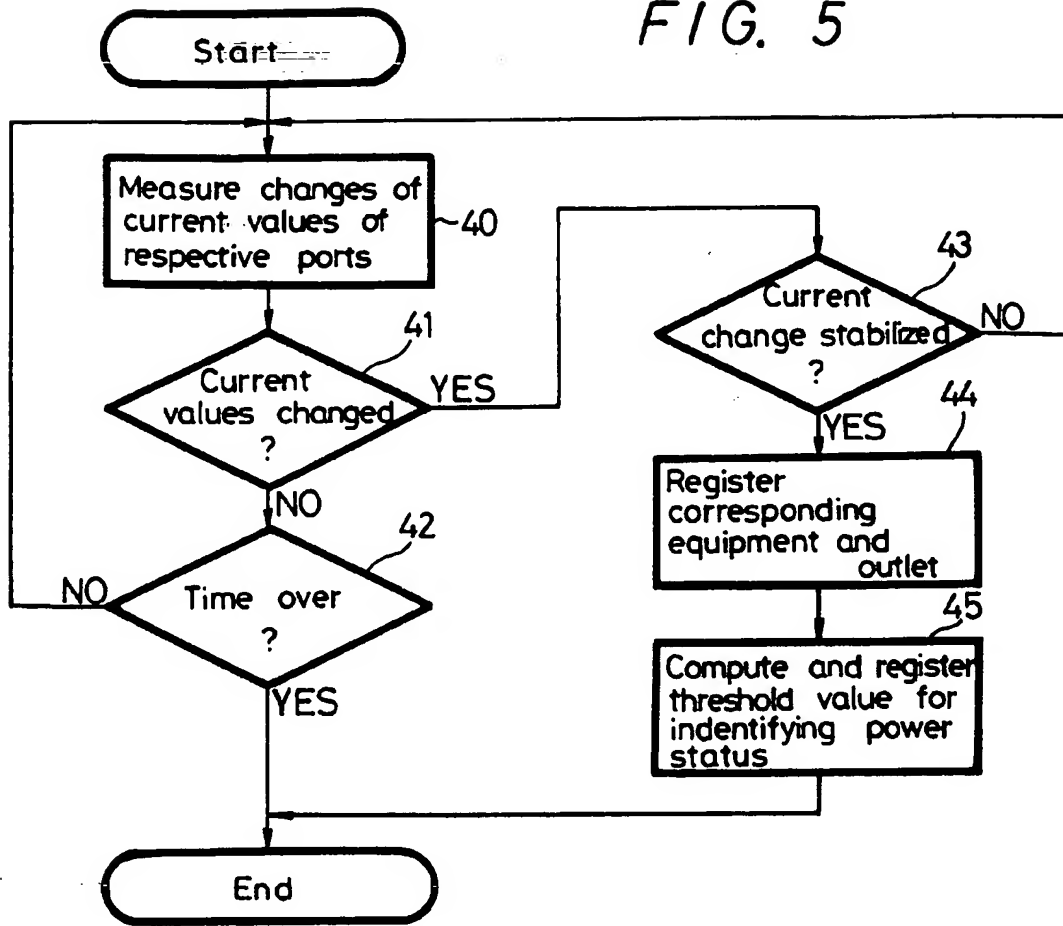 FIG. 5
Start
Measure changes of
current values of
respective ports
40
41
Current
values changed
?
YES
NO
42
Time over
?
NO
YES
43
Current
change stabilized
?
NO
YES
44
Register
corresponding
equipment and
outlet
45
Compute and register
threshold value for
indentifying power
status
End